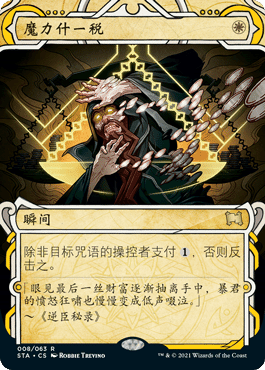 魔力什一税
瞬间
除非目标咒语的操控者支付 1，否则反
击之。
「眼见最后一丝财富逐渐抽离手中，暴君
的愤怒狂啸也慢慢变成低声啜泣。」
～《逆臣秘录》
008/063 R
STA • CS ROBBIE TREVINO
™ & © 2021 Wizards of the Coast